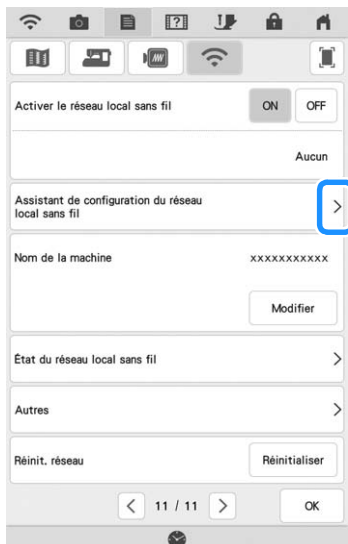 Activer le réseau local sans fil ON OFF
Aucun
Assistant de configuration du réseau
local sans fil
Nom de la machine xxxxxxxxxxx
Modifier
État du réseau local sans fil
Autres
Réinit. réseau Réinitialiser
11 / 11 OK